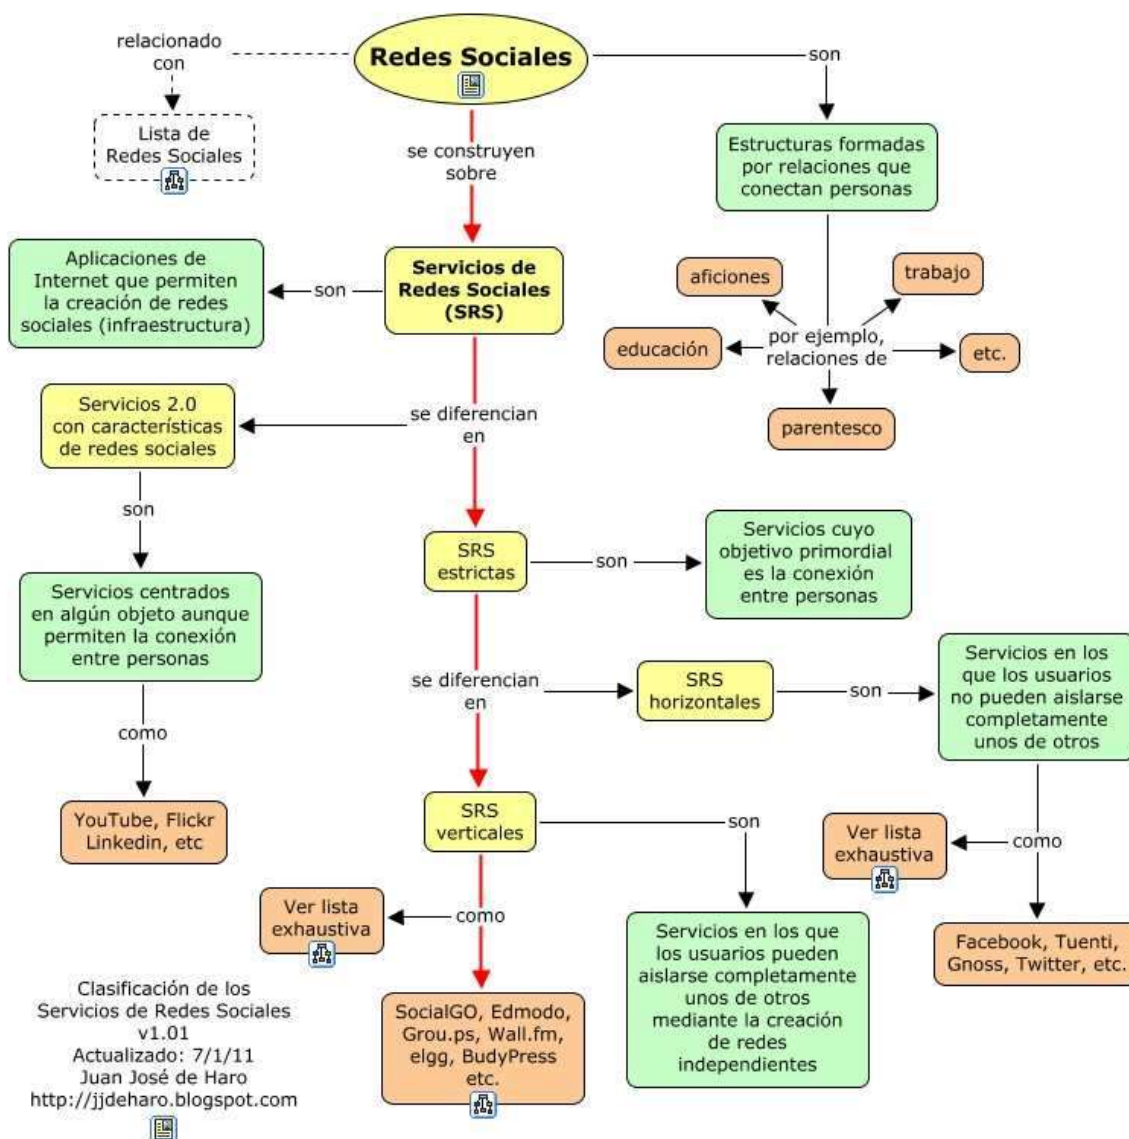 relacionado
con
Redes Sociales
son
Lista de
Redes Sociales
se construyen
sobre
Estructuras formadas
por relaciones que
conectan personas
Aplicaciones de
Internet que permiten
la creación de redes
sociales (infraestructura)
son
Servicios de
Redes Sociales
(SRS)
aficiones
trabajo
educación
por ejemplo,
relaciones de
etc.
parentesco
Servicios 2.0
con características
de redes sociales
se diferencian
en
son
SRS
estrictas
son
Servicios cuyo
objetivo primordial
es la conexión
entre personas
Servicios centrados
en algún objeto aunque
permiten la conexión
entre personas
se diferencian
en
SRS
horizontales
son
Servicios en los
que los usuarios
no pueden aislarse
completamente
unos de otros
como
YouTube, Flickr
Linkedin, etc
SRS
verticales
son
Ver lista
exhaustiva
como
Ver lista
exhaustiva
como
Servicios en los que
los usuarios pueden
aislarse completamente
unos de otros
mediante la creación
de redes
independientes
Facebook, Tuenti,
Gnoss, Twitter, etc.
SocialGO, Edmodo,
Grou.ps, Wall.fm,
elgg, BudyPress
etc.
Clasificación de los
Servicios de Redes Sociales
v1.01
Actualizado: 7/1/11
Juan José de Haro
http://jjdeharo.blogspot.com